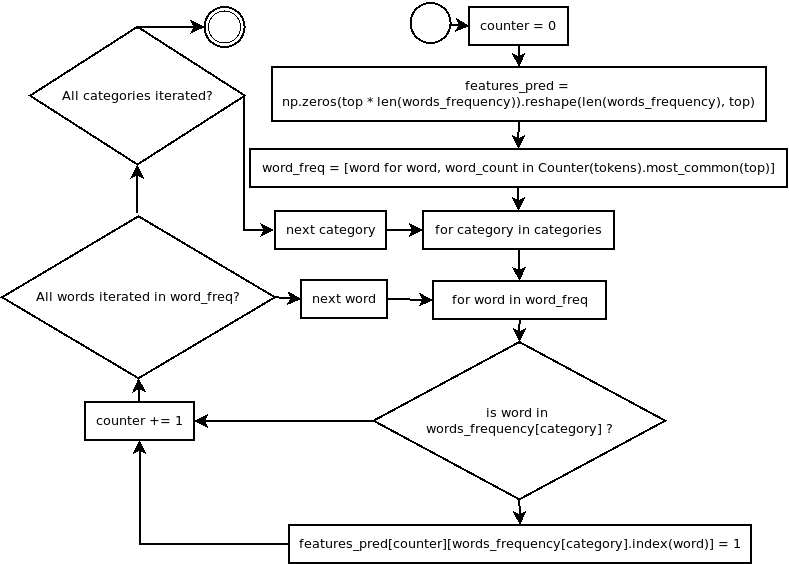 counter = 0
features_pred =
np.zeros(top * len(words_frequency)).reshape(len(words_frequency), top)
All categories iterated?
word_freq = [word for word, word_count in Counter(tokens).most_common(top)]
next category
for category in categories
All words iterated in word_freq?
next word
for word in word_freq
is word in
words_frequency[category] ?
counter += 1
features_pred[counter][words_frequency[category].index(word)] = 1